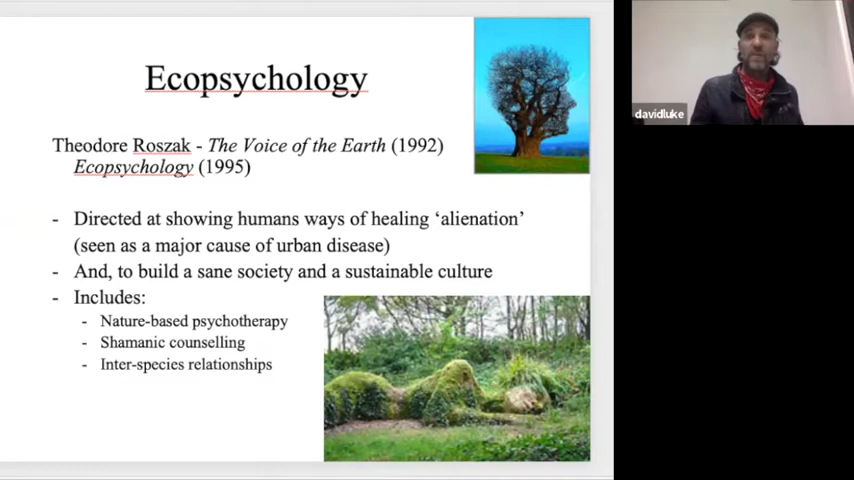 Ecopsychology
davidluke
Theodore Roszak - The Voice of the Earth (1992)
Ecopsychology (1995)
- Directed at showing humans ways of healing ‘alienation’
(seen as a major cause of urban disease)
- And, to build a sane society and a sustainable culture
- Includes:
- Nature-based psychotherapy
- Shamanic counselling
- Inter-species relationships